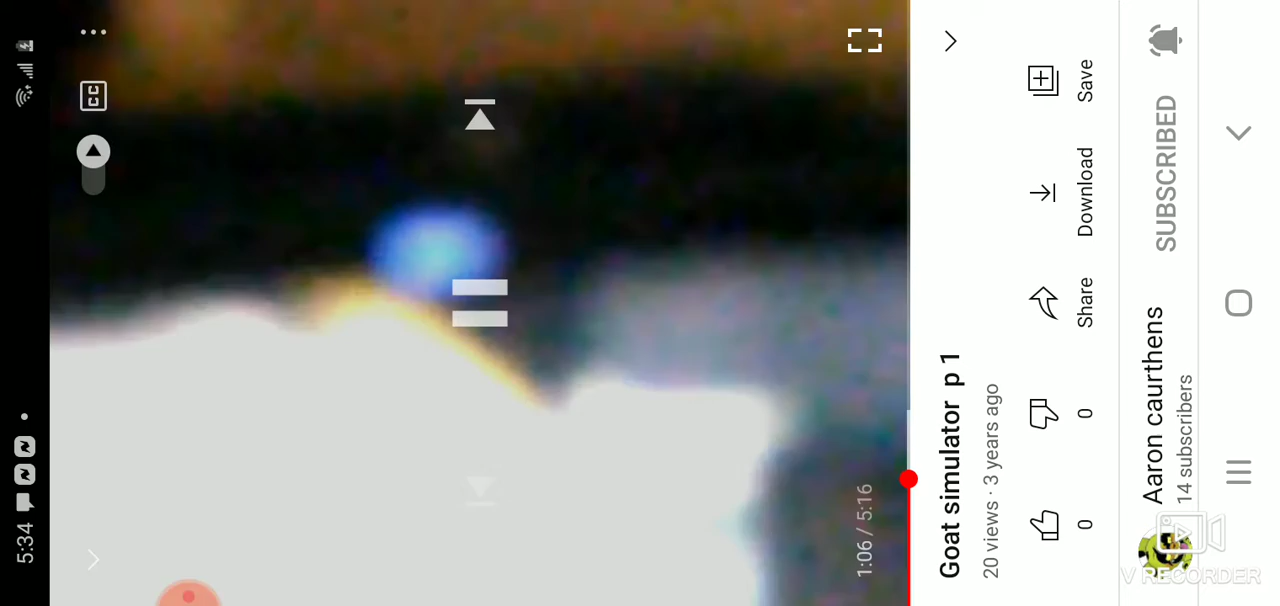 5:34
1:06 / 5:16
Goat simulator p 1
20 views · 3 years ago
0
0
Share
Download
Save
Aaron caurthens
14 subscribers
SUBSCRIBED
V RECORDER